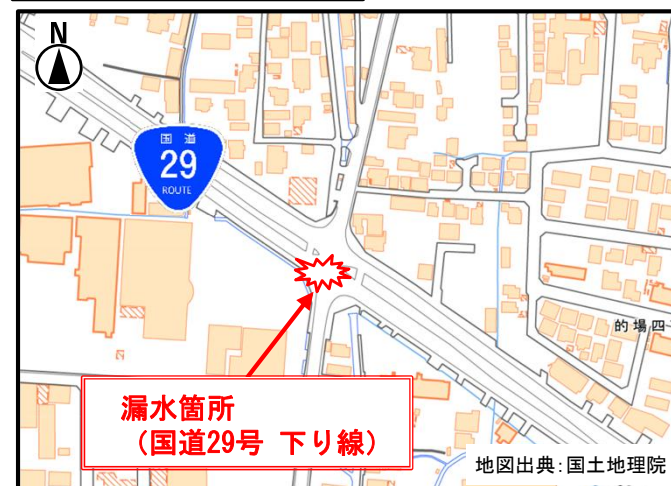 N
国道
29
ROUTE
的場四
漏水箇所
（国道29号 下り線）
地図出典：国土地理院